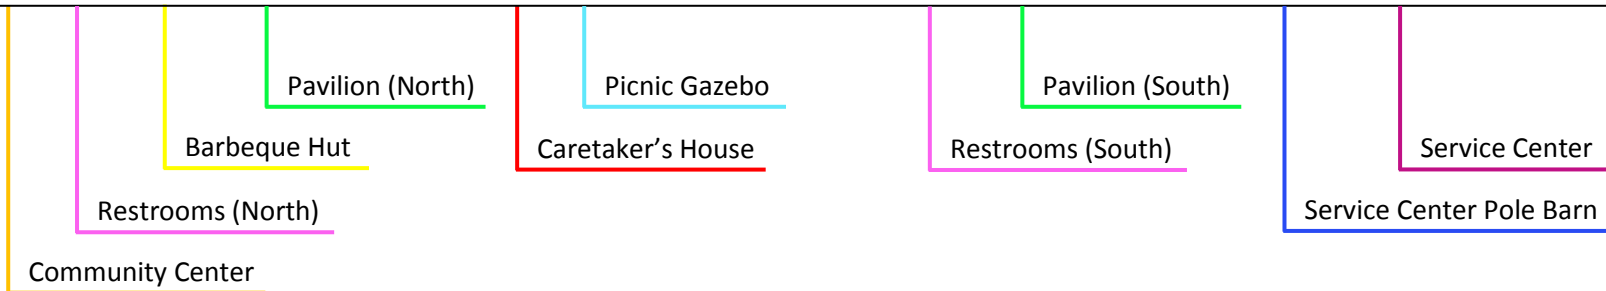 Pavilion (North)
Picnic Gazebo
Pavilion (South)
Barbeque Hut
Caretaker’s House
Restrooms (South)
Service Center
Restrooms (North)
Service Center Pole Barn
Community Center